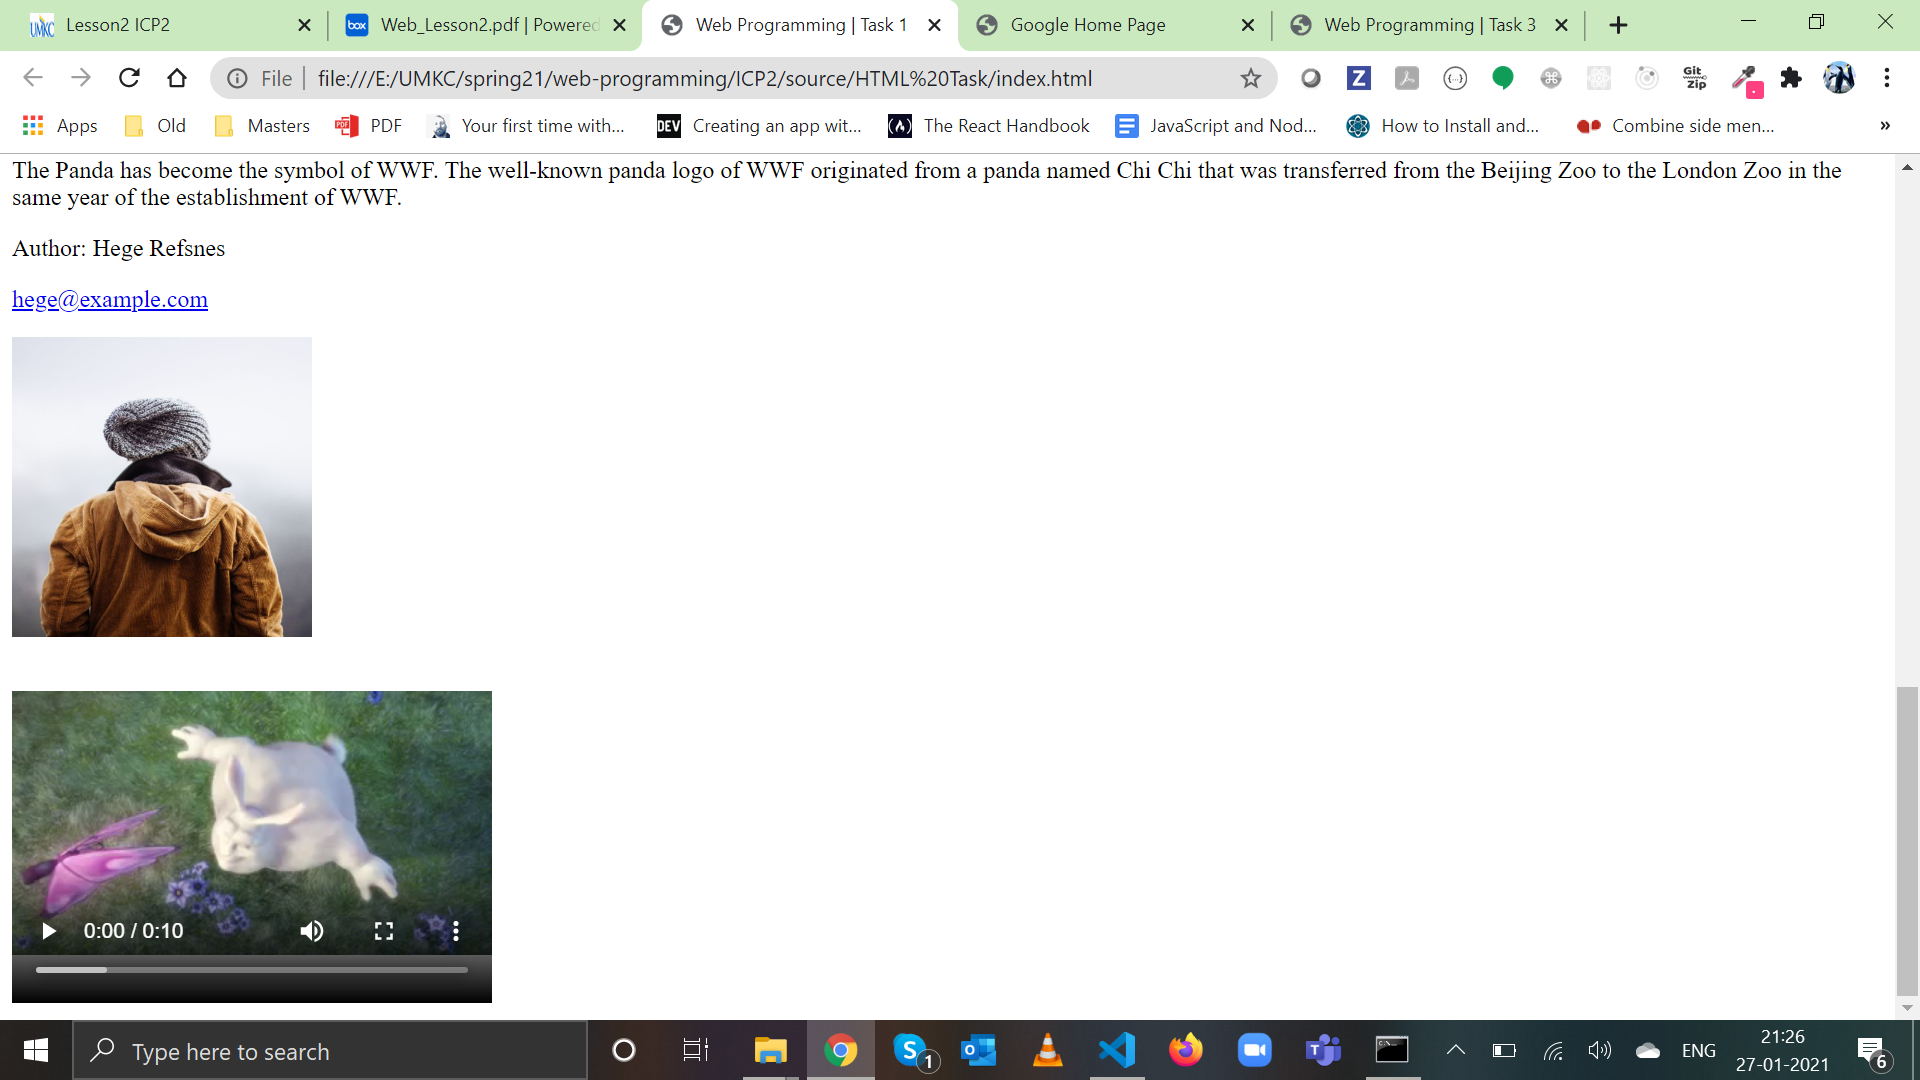 Lesson2 ICP2
box
Web_Lesson2.pdf | Powered
Web Programming | Task 1
Google Home Page
Web Programming | Task 3
File
file:///E:/UMKC/spring21/web-programming/ICP2/source/HTML%20Task/index.html
Z
Git
Zip
Apps
Old
Masters
PDF
PDF
Your first time with...
DEV
Creating an app wit...
The React Handbook
JavaScript and Nod...
How to Install and...
Combine side men...
»
The Panda has become the symbol of WWF. The well-known panda logo of WWF originated from a panda named Chi Chi that was transferred from the Beijing Zoo to the London Zoo in the
same year of the establishment of WWF.
Author: Hege Refsnes
hege@example.com
0:00 / 0:10
Type here to search
S
1
ENG
21:26
27-01-2021
6